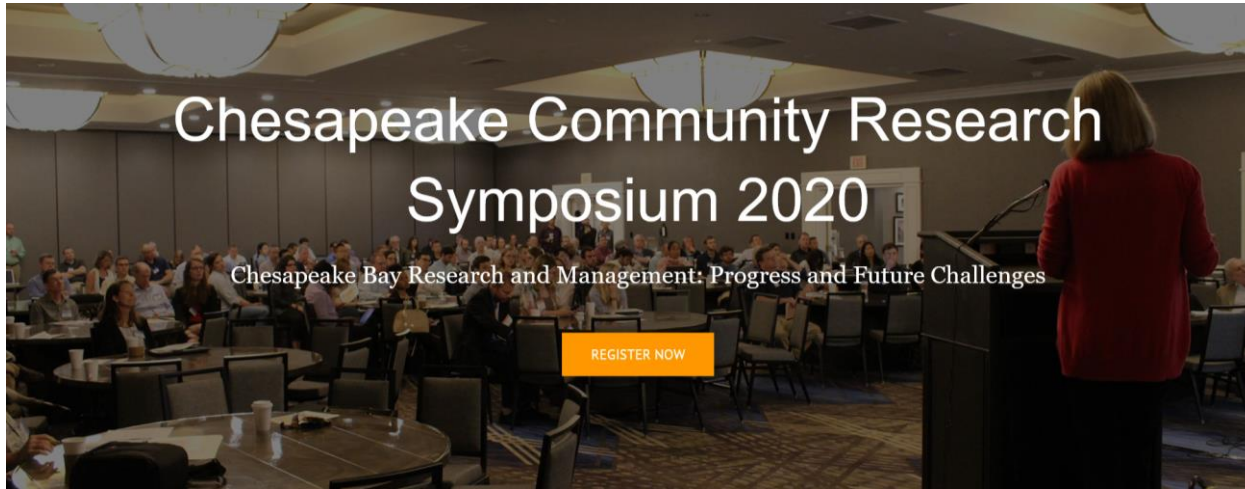 Chesapeake Community Research
Symposium 2020
Chesapeake Bay Research and Management: Progress and Future Challenges
REGISTER NOW